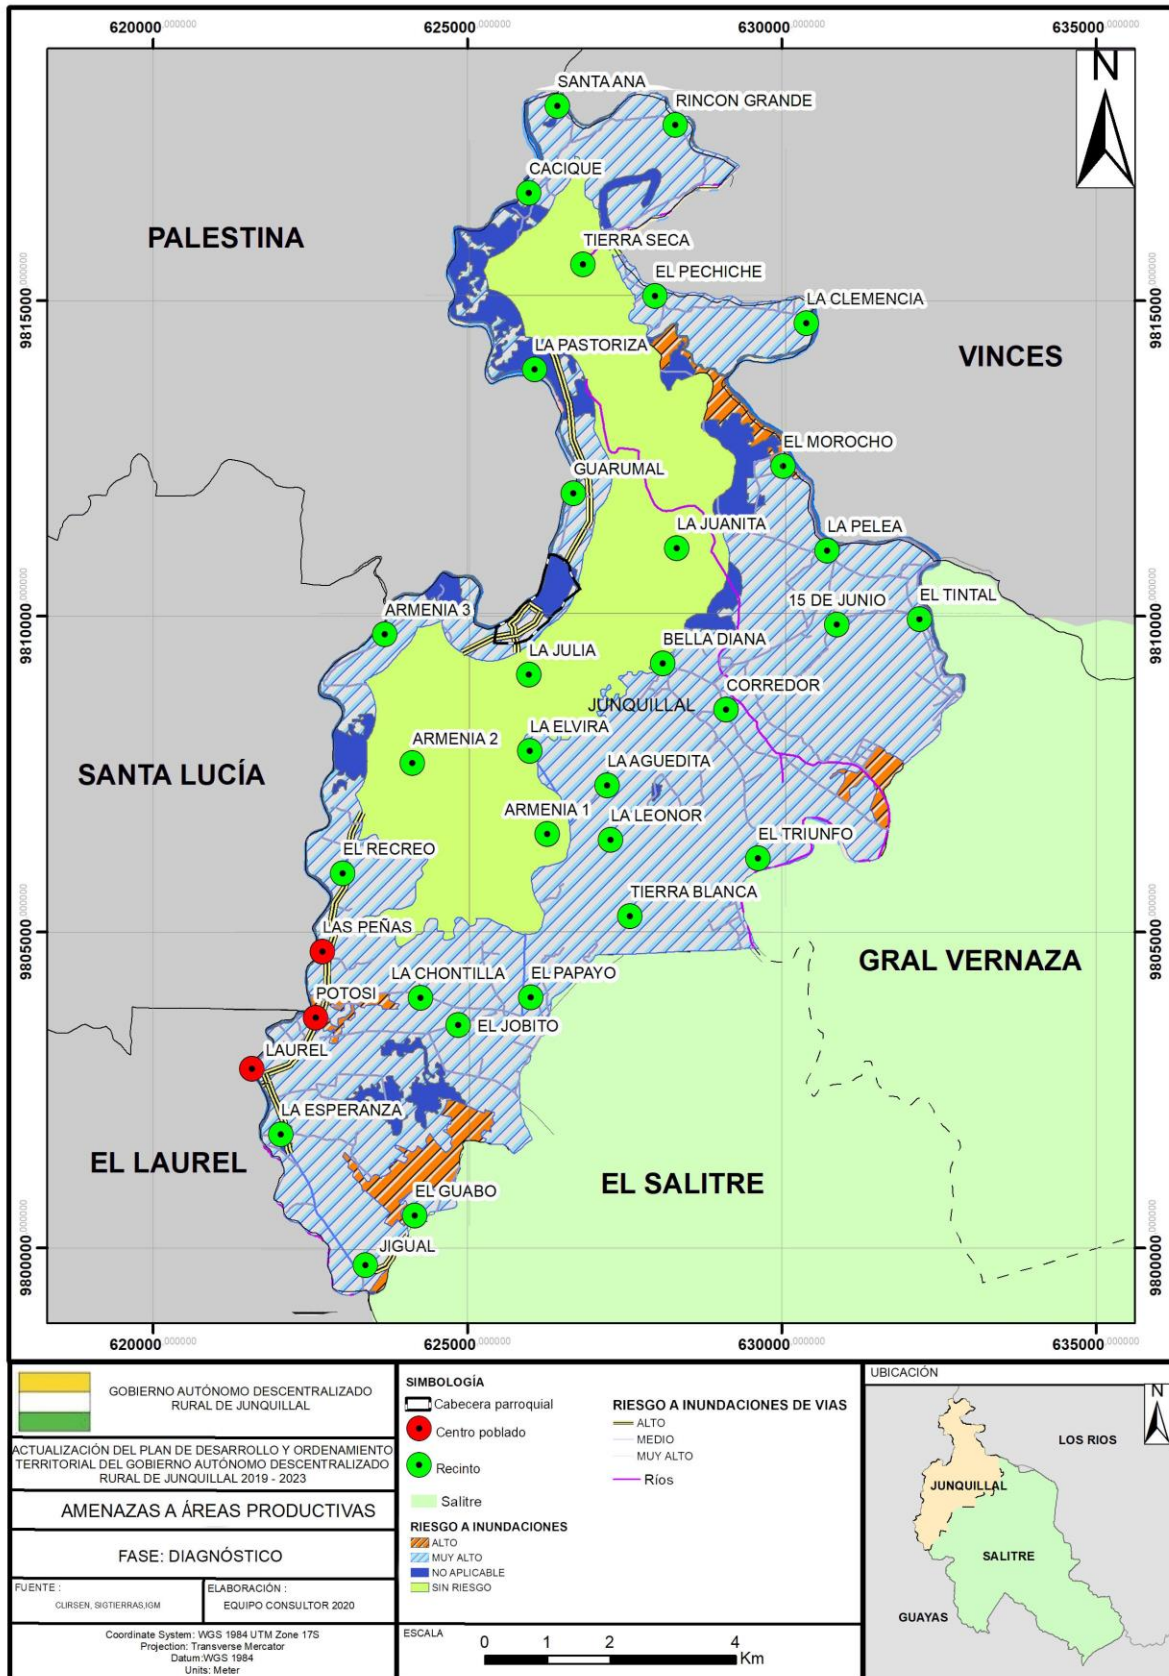 620000.000000 625000.000000 630000.000000 635000.000000
N
SANTA ANA
RINCON GRANDE
CACIQUE
PALESTINA
TIERRA SECA
EL PECHICHE
9815000.000000
LA CLEMENCIA
9815000.000000
LA PASTORIZA
VINCES
EL MOROCHO
GUARUMAL
LA JUANITA
LA PELEA
9810000.000000
ARMENIA 3
15 DE JUNIO
EL TINTAL
9810000.000000
LA JULIA
BELLA DIANA
JUNQUILLAL
CORREDOR
ARMENIA 2
LA ELVIRA
SANTA LUCÍA
LA AGUEDITA
ARMENIA 1
LA LEONOR
EL RECREO
EL TRIUNFO
TIERRA BLANCA
9805000.000000
LAS PEÑAS
9805000.000000
GRAL VERNAZA
LA CHONTILLA
EL PAPAYO
POTOSI
EL JOBITO
LAUREL
LA ESPERANZA
EL LAUREL
EL SALITRE
EL GUABO
9800000.000000
JIGUAL
9800000.000000
620000.000000 625000.000000 630000.000000 635000.000000
GOBIERNO AUTÓNOMO DESCENTRALIZADO
RURAL DE JUNQUILLAL
ACTUALIZACIÓN DEL PLAN DE DESARROLLO Y ORDENAMIENTO
TERRITORIAL DEL GOBIERNO AUTÓNOMO DESCENTRALIZADO
RURAL DE JUNQUILLAL 2019 - 2023
AMENAZAS A ÁREAS PRODUCTIVAS
FASE: DIAGNÓSTICO
FUENTE :
CLIRSEN, SIGTIERRAS,IGM
ELABORACIÓN :
EQUIPO CONSULTOR 2020
Coordinate System: WGS 1984 UTM Zone 17S
Projection: Transverse Mercator
Datum:WGS 1984
Units: Meter
SIMBOLOGÍA
Cabecera parroquial
Centro poblado
Recinto
Salitre
RIESGO A INUNDACIONES
ALTO
MUY ALTO
NO APLICABLE
SIN RIESGO
RIESGO A INUNDACIONES DE VIAS
ALTO
MEDIO
MUY ALTO
Ríos
ESCALA
0 1 2 4
Km
UBICACIÓN
N
LOS RIOS
JUNQUILLAL
SALITRE
GUAYAS